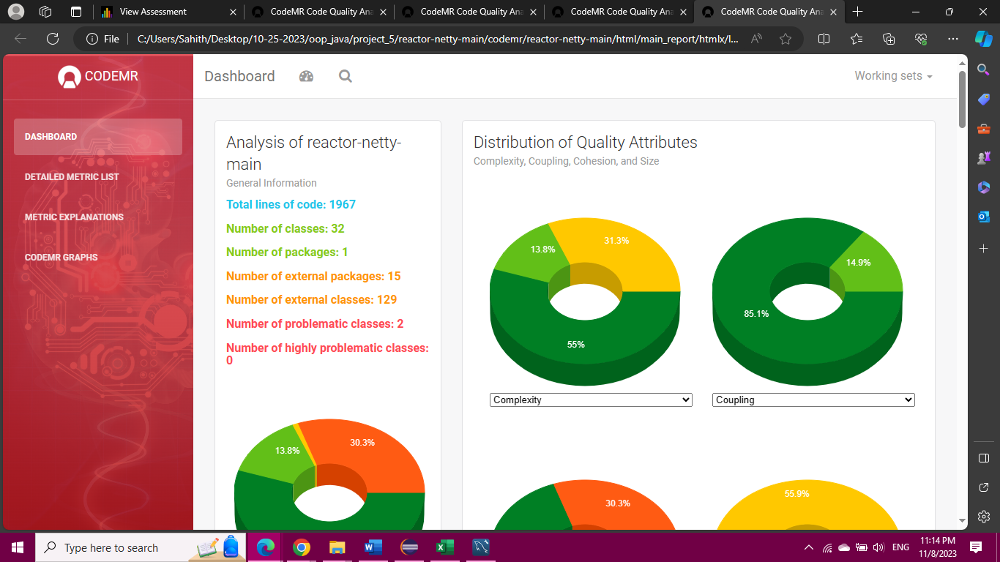 View Assessment
CodeMR Code Quality Ana
CodeMR Code Quality Ana
CodeMR Code Quality Ana
CodeMR Code Quality Ana
File
C:/Users/Sahith/Desktop/10-25-2023/oop_java/project_5/reactor-netty-main/codemr/reactor-netty-main/html/main_report/htmlx/l...
CODEMR
DASHBOARD
DETAILED METRIC LIST
METRIC EXPLANATIONS
CODEMR GRAPHS
Dashboard
Working sets
Analysis of reactor-netty-
main
General Information
Total lines of code: 1967
Number of classes: 32
Number of packages: 1
Number of external packages: 15
Number of external classes: 129
Number of problematic classes: 2
Number of highly problematic classes:
0
13.8%
30.3%
Distribution of Quality Attributes
Complexity, Coupling, Cohesion, and Size
31.3%
13.8%
55%
Complexity
14.9%
85.1%
Coupling
30.3%
55.9%
Type here to search
ENG
11:14 PM
11/8/2023